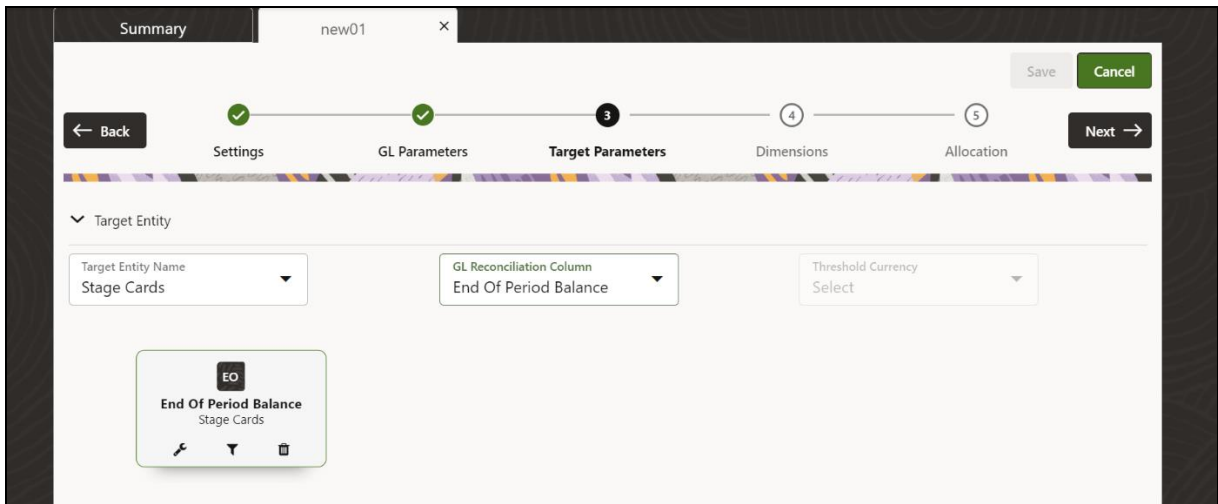 Summary
new01 ×
Save
Cancel
← Back
3
4
5
Next →
Settings
GL Parameters
Target Parameters
Dimensions
Allocation
Target Entity
Target Entity Name
Stage Cards
GL Reconciliation Column
End Of Period Balance
Threshold Currency
Select
EO
End Of Period Balance
Stage Cards